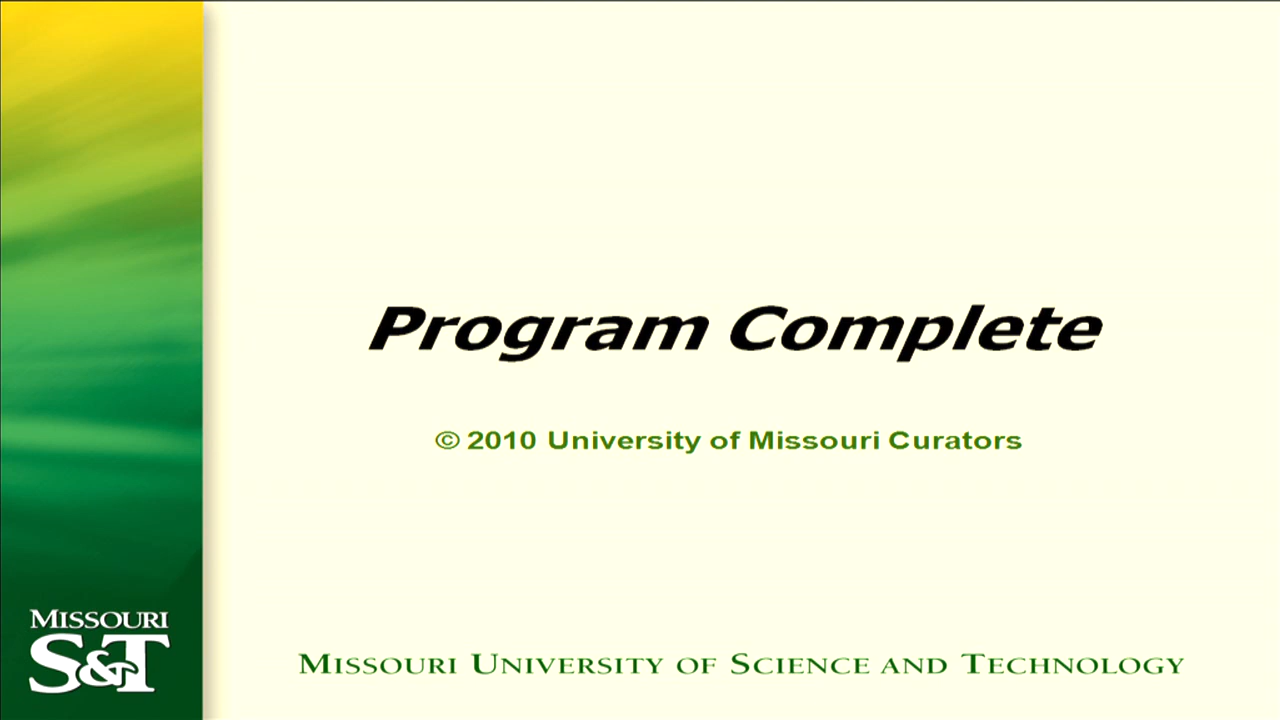 Program Complete
© 2010 University of Missouri Curators
MISSOURI
S&T
MISSOURI UNIVERSITY OF SCIENCE AND TECHNOLOGY